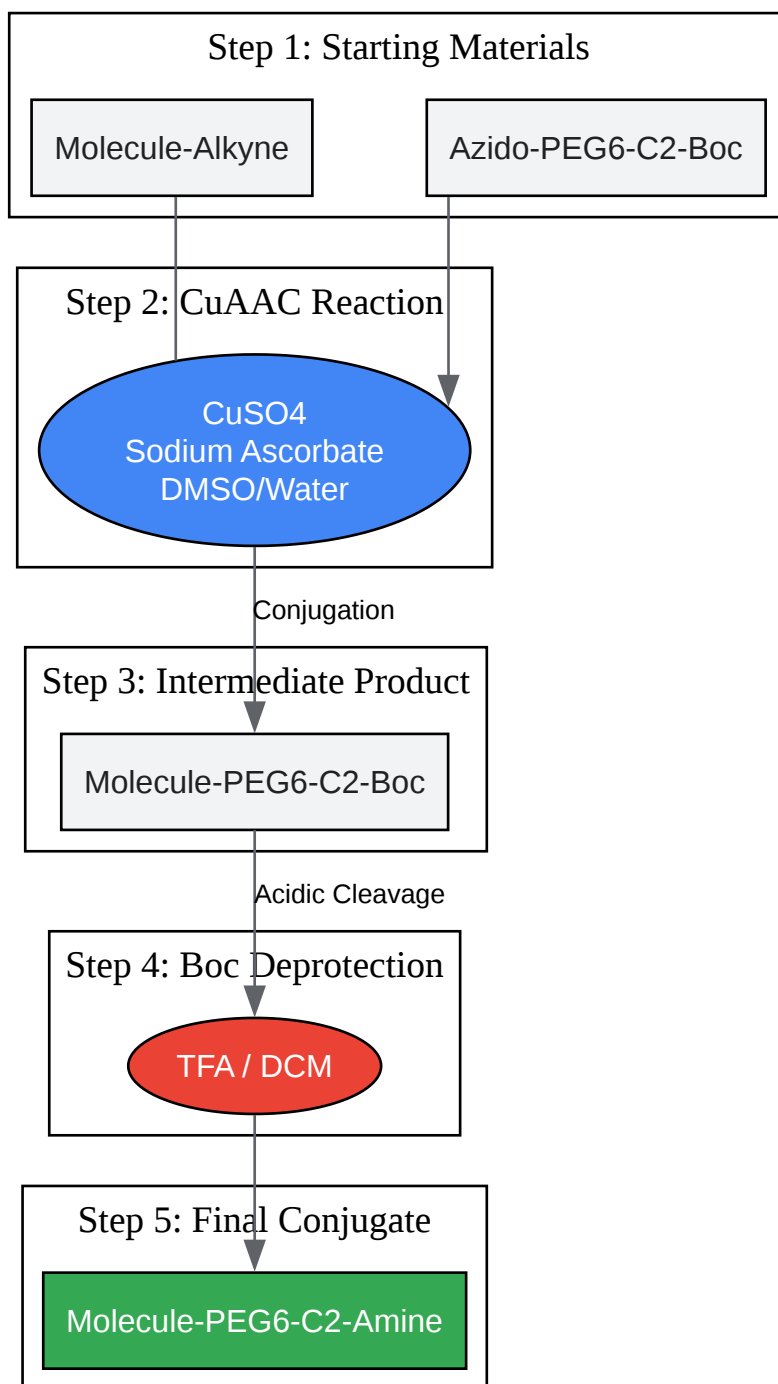 Step 1: Starting Materials
Molecule-Alkyne
Azido-PEG6-C2-Boc
Step 2: CuAAC Reaction
CuSO4
Sodium Ascorbate
DMSO/Water
Conjugation
Step 3: Intermediate Product
Molecule-PEG6-C2-Boc
Acidic Cleavage
Step 4: Boc Deprotection
TFA / DCM
Step 5: Final Conjugate
Molecule-PEG6-C2-Amine